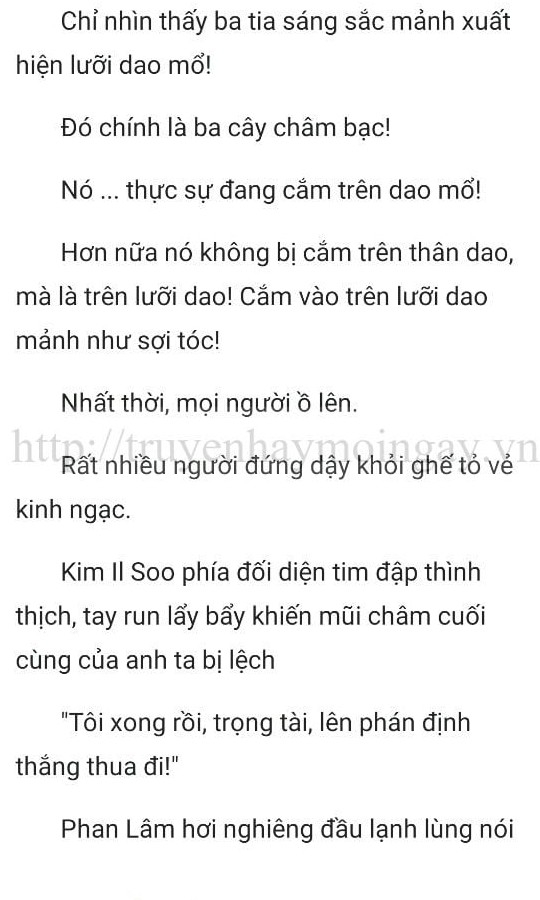 Chỉ nhìn thấy ba tia sáng sắc mảnh xuất
hiện lưỡi dao mổ!
Đó chính là ba cây châm bạc!
Nó ... thực sự đang cắm trên dao mổ!
Hơn nữa nó không bị cắm trên thân dao,
mà là trên lưỡi dao! Cắm vào trên lưỡi dao
mảnh như sợi tóc!
Nhất thời, mọi người ồ lên.
http://truyenhaymoingay.vn
Rất nhiều người đứng dậy khỏi ghế tỏ vẻ
kinh ngạc.
Kim Il Soo phía đối diện tim đập thình
thịch, tay run lẩy bẩy khiến mũi châm cuối
cùng của anh ta bị lệch
"Tôi xong rồi, trọng tài, lên phán định
thắng thua đi!"
Phan Lâm hơi nghiêng đầu lạnh lùng nói